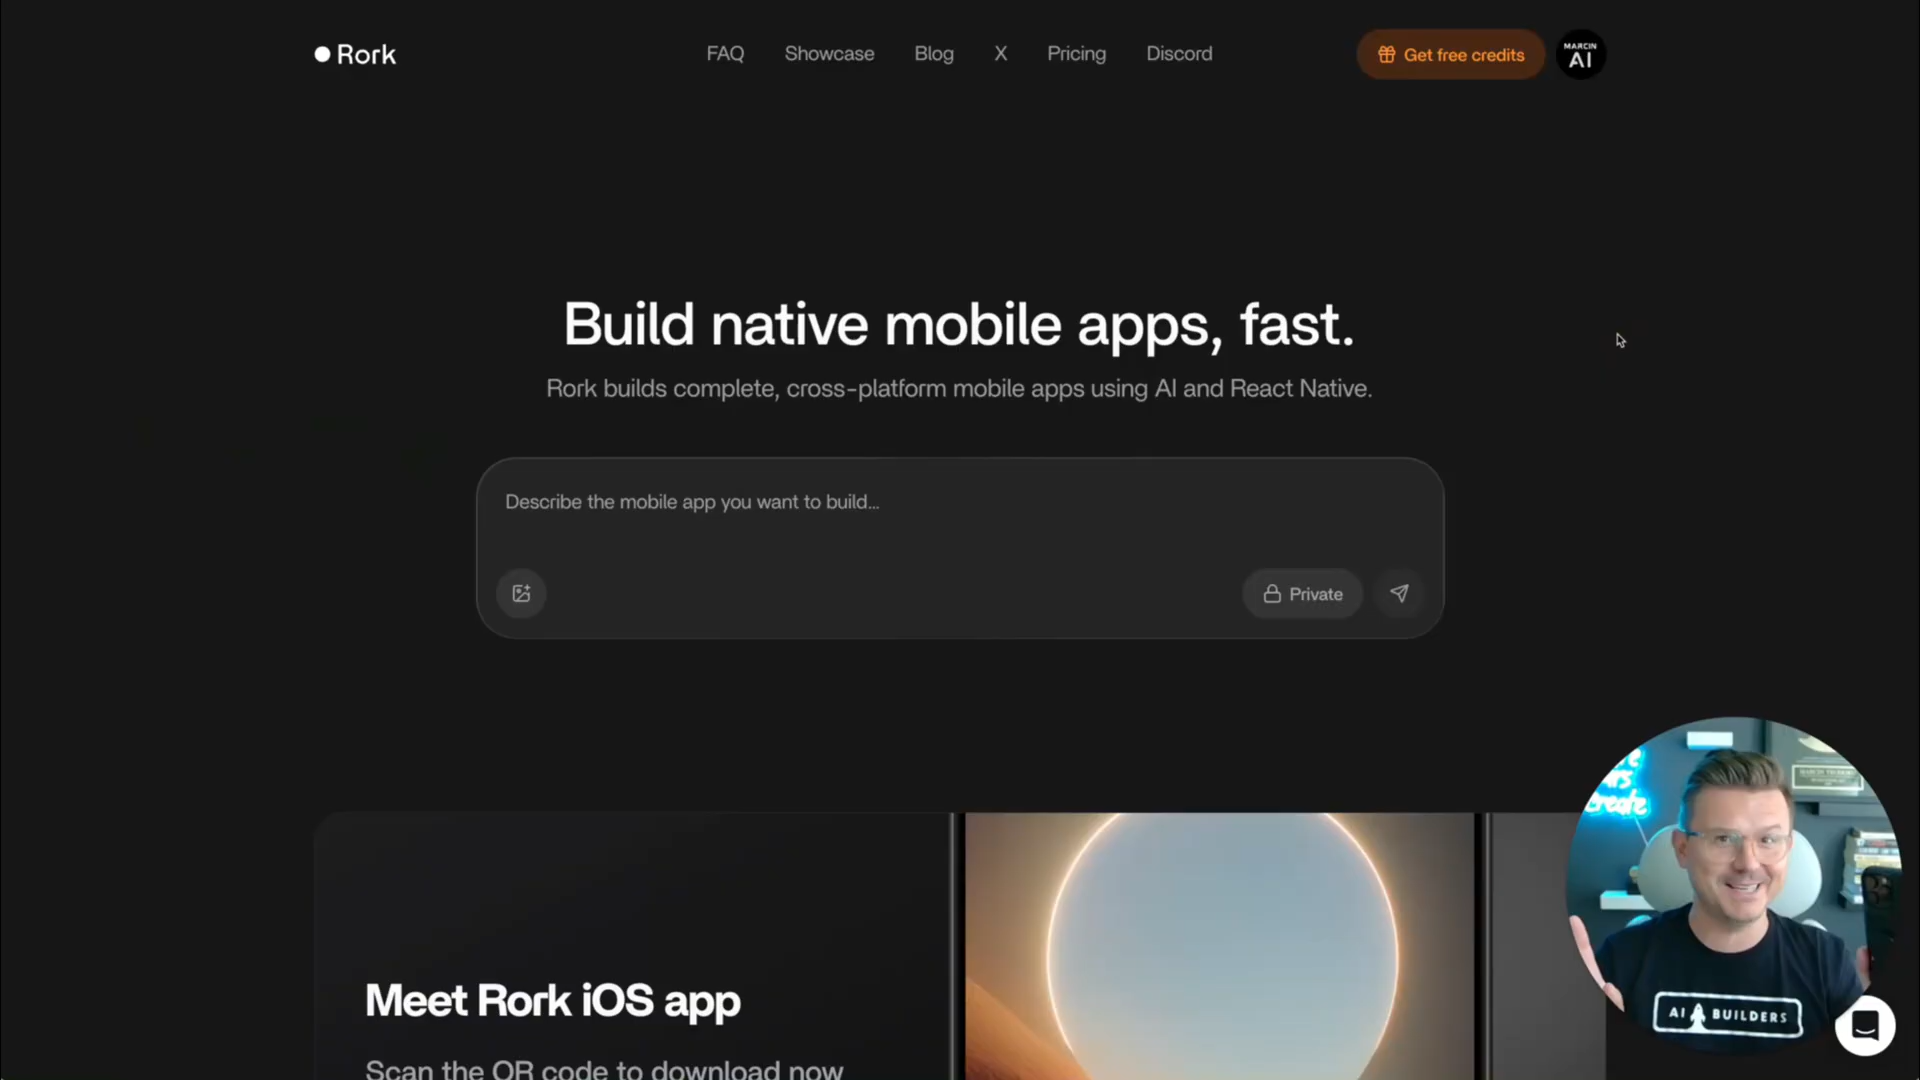 Rork
FAQ
Showcase
Blog
X
Pricing
Discord
Get free credits
MARCIN
AI
Build native mobile apps, fast.
Rork builds complete, cross-platform mobile apps using AI and React Native.
Describe the mobile app you want to build...
Private
Meet Rork iOS app
Scan the QR code to download now
create
AI BUILDERS